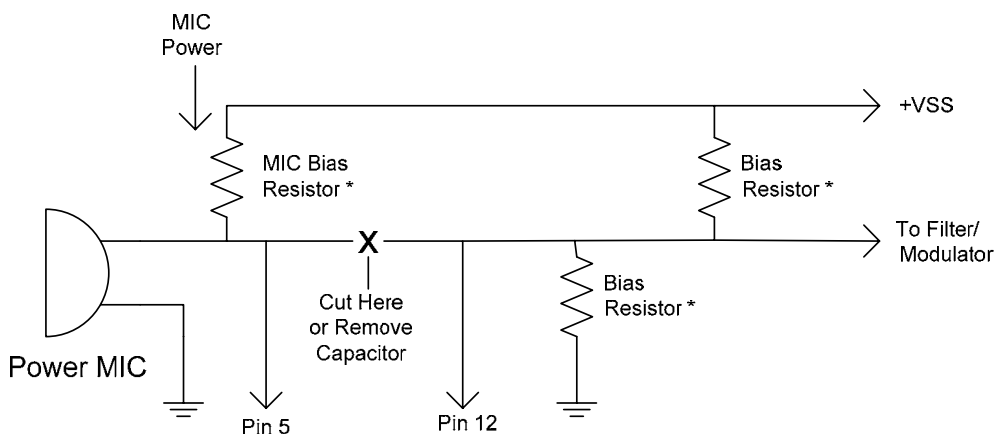 MIC
Power
+VSS
MIC Bias
Resistor *
Bias
Resistor *
X
To Filter/
Modulator
Cut Here
or Remove
Capacitor
Bias
Resistor *
Power MIC
Pin 5
Pin 12